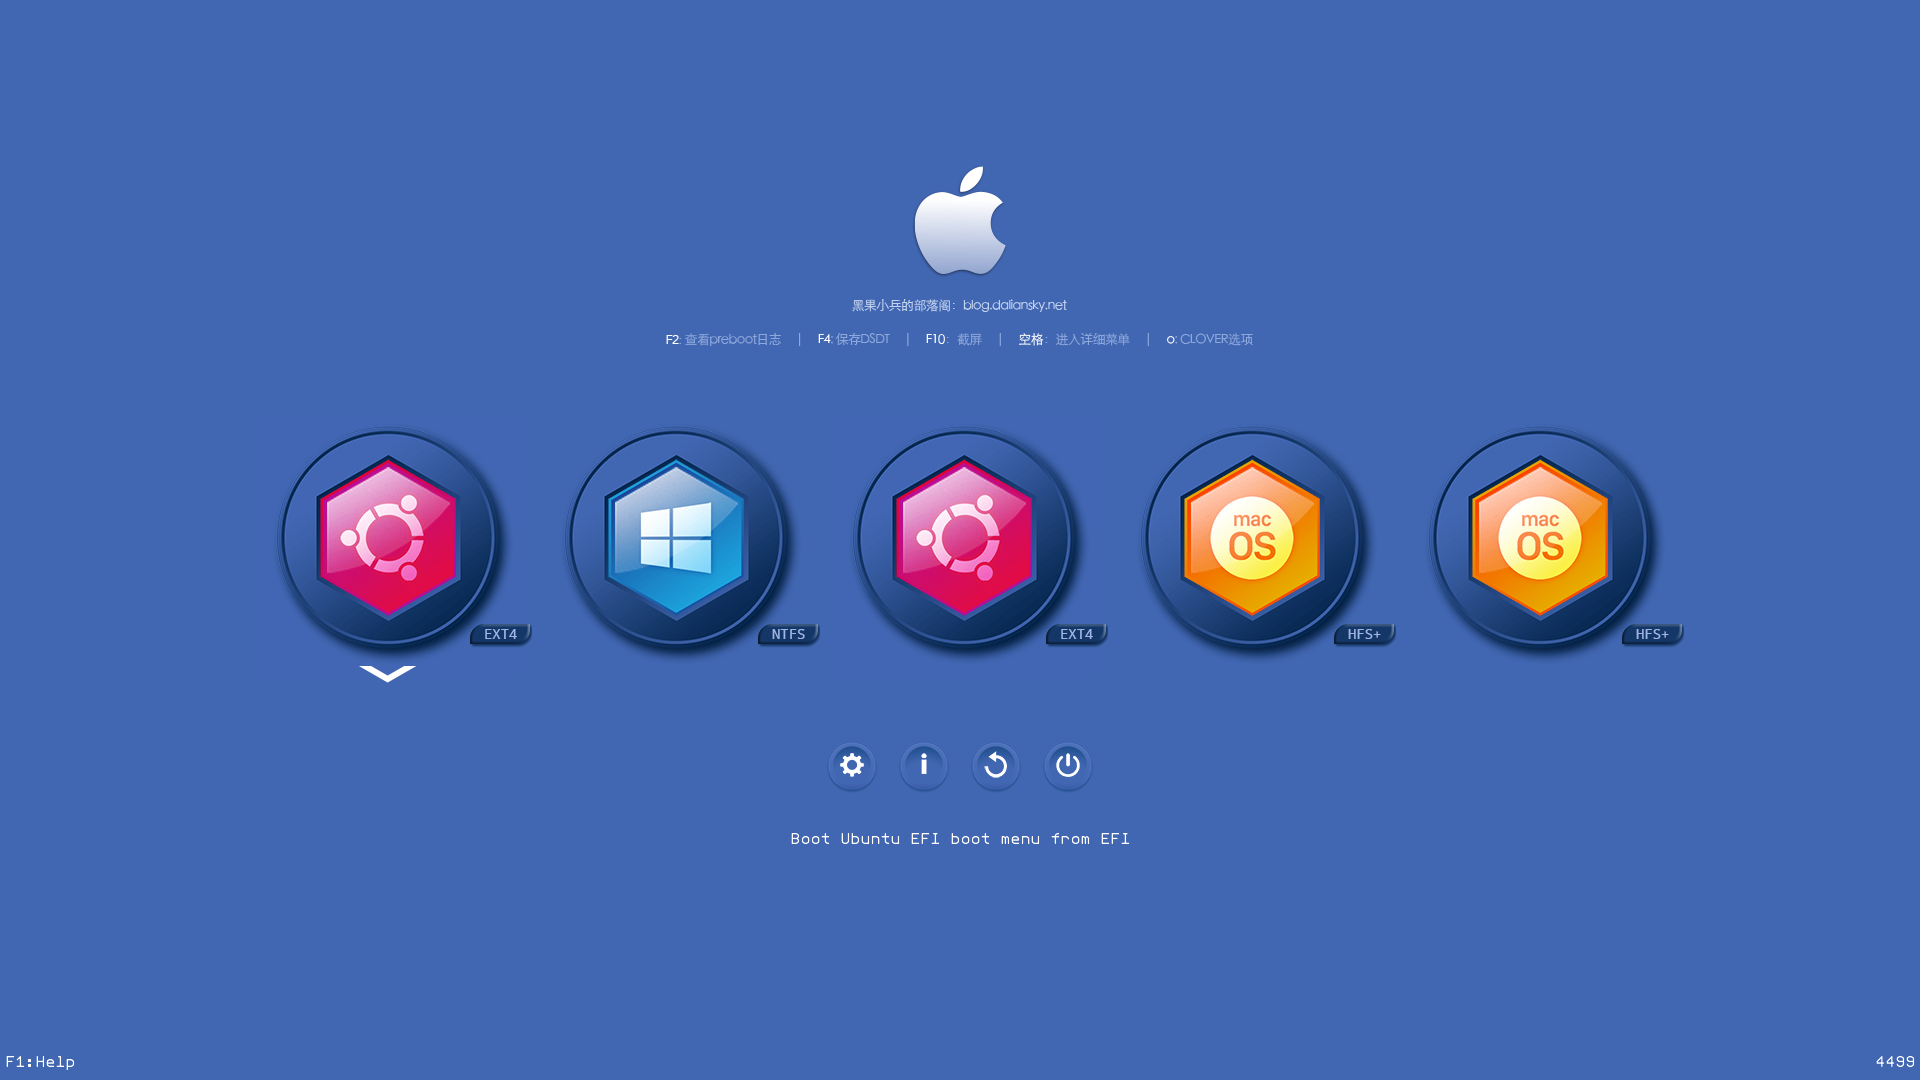 黑果小兵的部落阁：blog.daliansky.net
F2: 查看preboot日志 | F4: 保存DSDT | F10: 截屏 | 空格: 进入详细菜单 | o: CLOVER选项
mac OS
mac OS
EXT4 NTFS EXT4 HFS+ HFS+
Boot Ubuntu EFI boot menu from EFI
F1:Help 4499